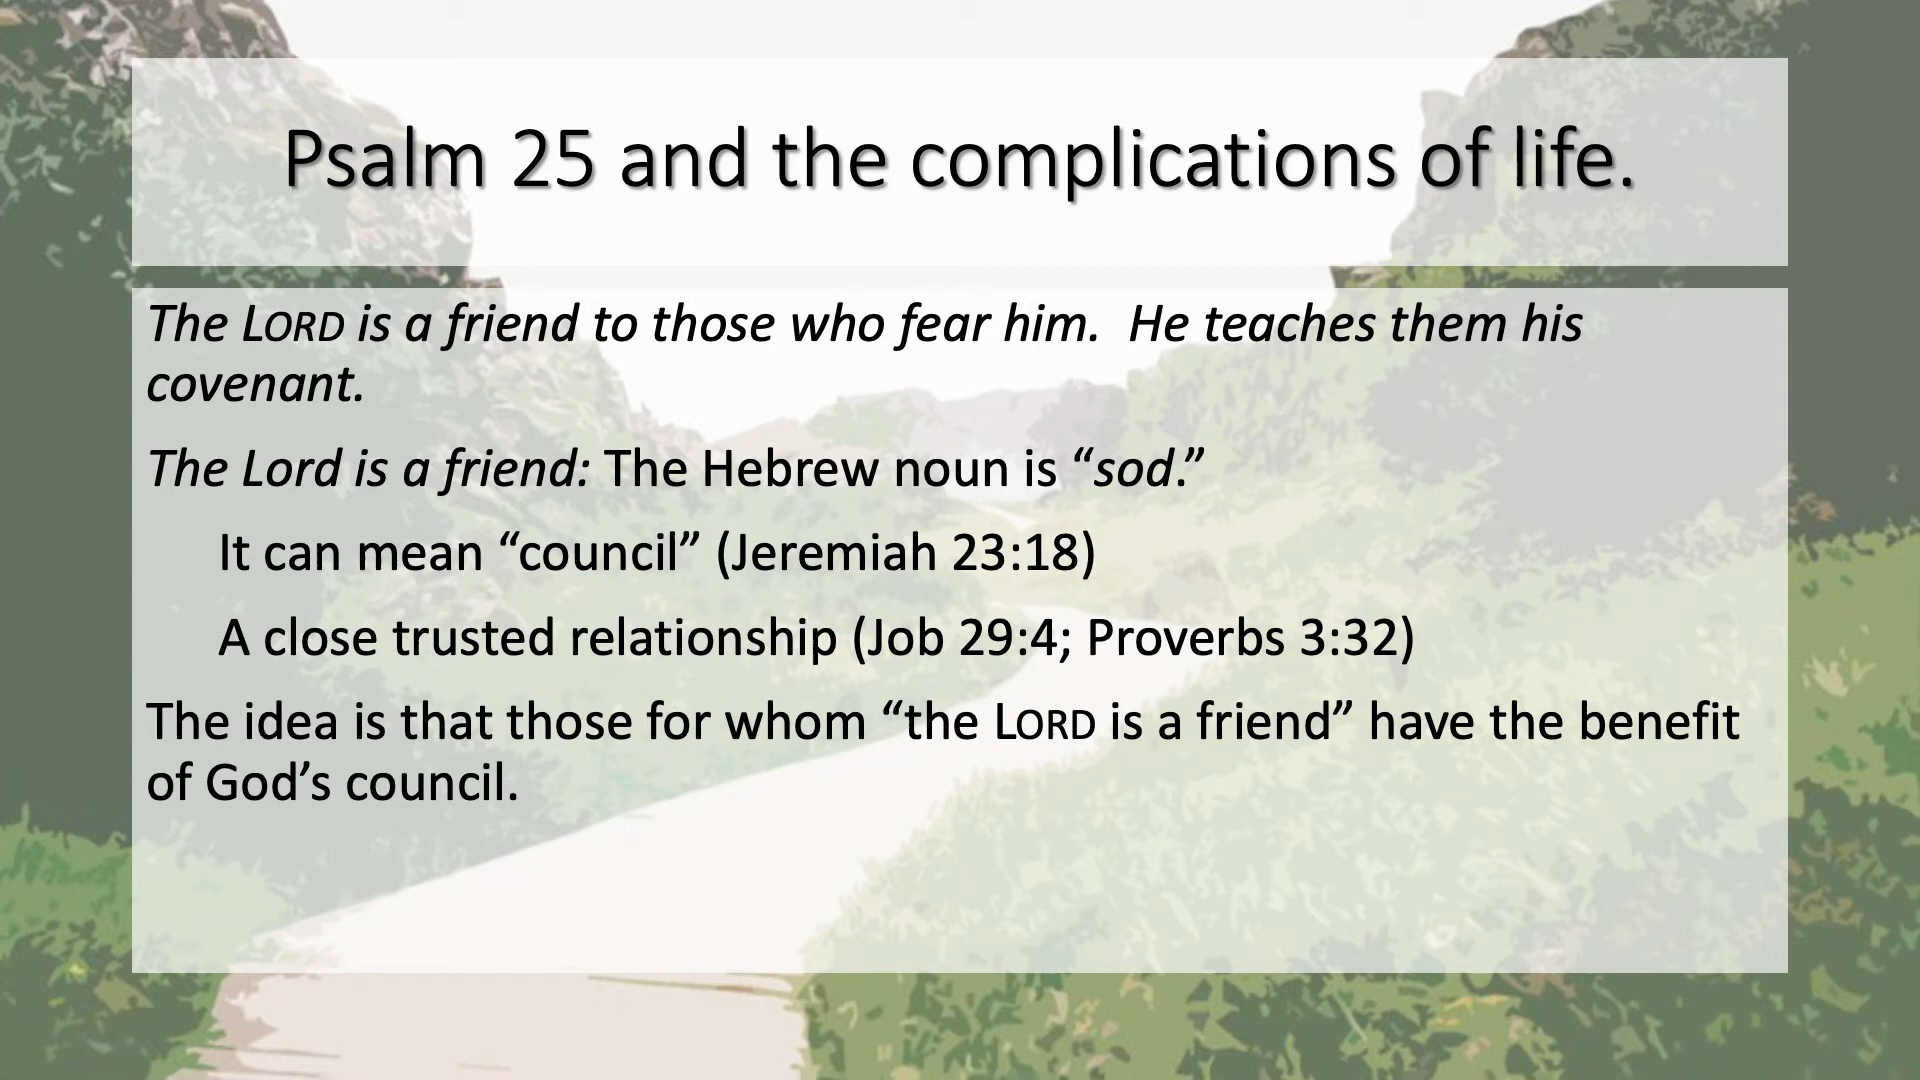 Psalm 25 and the complications of life.
The LORD is a friend to those who fear him.  He teaches them his
covenant.
The Lord is a friend: The Hebrew noun is “sod.”
It can mean “council” (Jeremiah 23:18)
A close trusted relationship (Job 29:4; Proverbs 3:32)
The idea is that those for whom “the LORD is a friend” have the benefit
of God’s council.